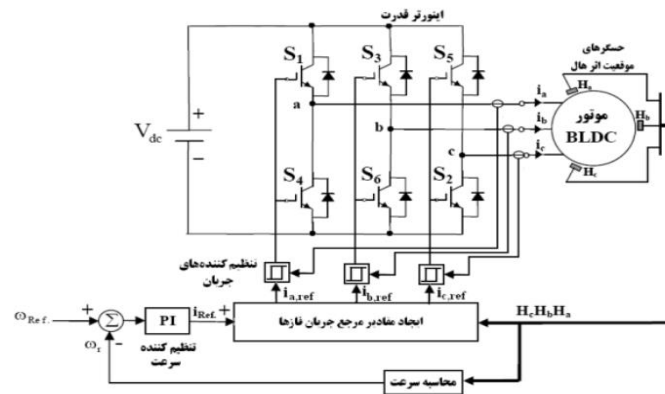 اینورتر قدرت
حسگرهای
موقعیت اثر هال
S1
S3
S5
a
b
c
ia
ib
ic
Ha
Hb
Hc
موتور
BLDC
+
Vdc
−
S4
S6
S2
تنظیم کننده‌های
جریان
ia,ref
ib,ref
ic,ref
ωRef.
+
Σ
−
ωr
PI
iRef.
+
تنظیم کننده
سرعت
ایجاد مقادیر مرجع جریان فازها
HcHbHa
محاسبه سرعت